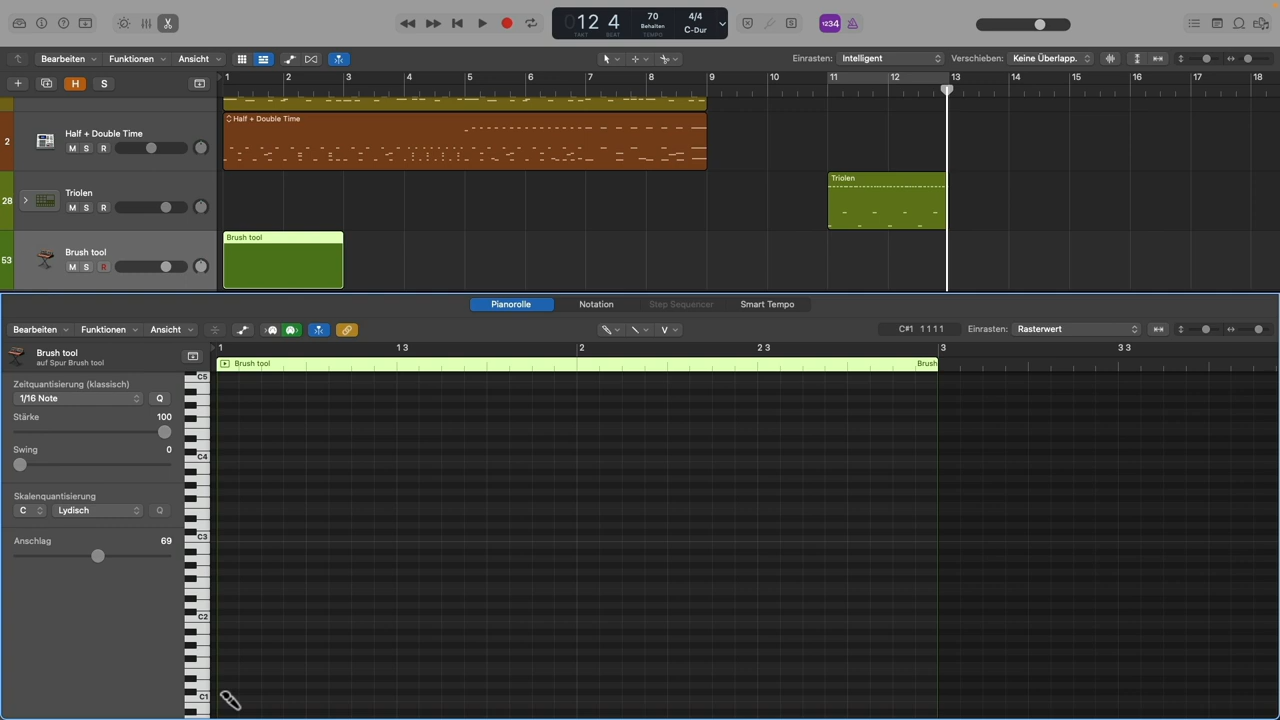 12 4
TAKT BEAT
70
Behalten
TEMPO
4/4
C-Dur
1234
S
Bearbeiten
Funktionen
Ansicht
Einrasten: Intelligent
Verschieben: Keine Überlapp.
H S
1 2 3 4 5 6 7 8 9 10 11 12 13 14 15 16 17 18
2
Half + Double Time
M S R
Half + Double Time
28
Triolen
M S R
Triolen
53
Brush tool
M S R
Brush tool
Pianorolle
Notation
Step Sequencer
Smart Tempo
Bearbeiten
Funktionen
Ansicht
V
C#1 1 1 1 1
Einrasten: Rasterwert
Brush tool
auf Spur Brush tool
1 1 3 2 2 3 3 3 3
Brush tool
Brush
Zeitquantisierung (klassisch)
1/16 Note
Q
Stärke 100
Swing 0
Skalenquantisierung
C
Lydisch
Q
Anschlag 69
C5
C4
C3
C2
C1